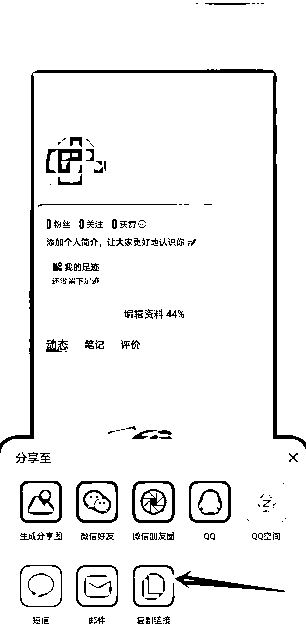 0 粉丝 0 关注 0 获赞
添加个人简介，让大家更好地认识你
我的足迹
还没留下足迹
编辑资料 44%
动态 笔记 评价
分享至
生成分享图 微信好友 微信朋友圈 QQ QQ空间
短信 邮件 复制链接